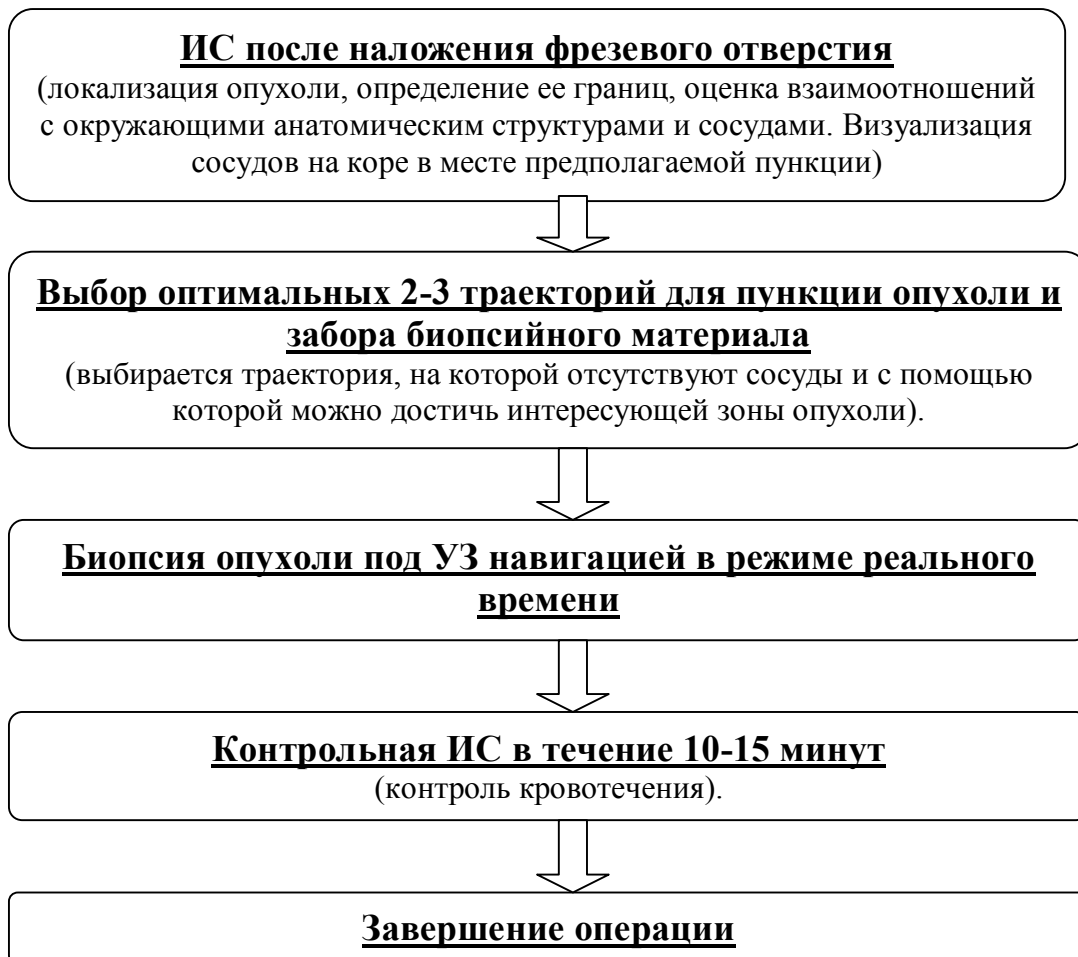 ИС после наложения фрезевого отверстия
(локализация опухоли, определение ее границ, оценка взаимоотношений
с окружающими анатомическим структурами и сосудами. Визуализация
сосудов на коре в месте предполагаемой пункции)
Выбор оптимальных 2-3 траекторий для пункции опухоли и
забора биопсийного материала
(выбирается траектория, на которой отсутствуют сосуды и с помощью
которой можно достичь интересующей зоны опухоли).
Биопсия опухоли под УЗ навигацией в режиме реального
времени
Контрольная ИС в течение 10-15 минут
(контроль кровотечения).
Завершение операции